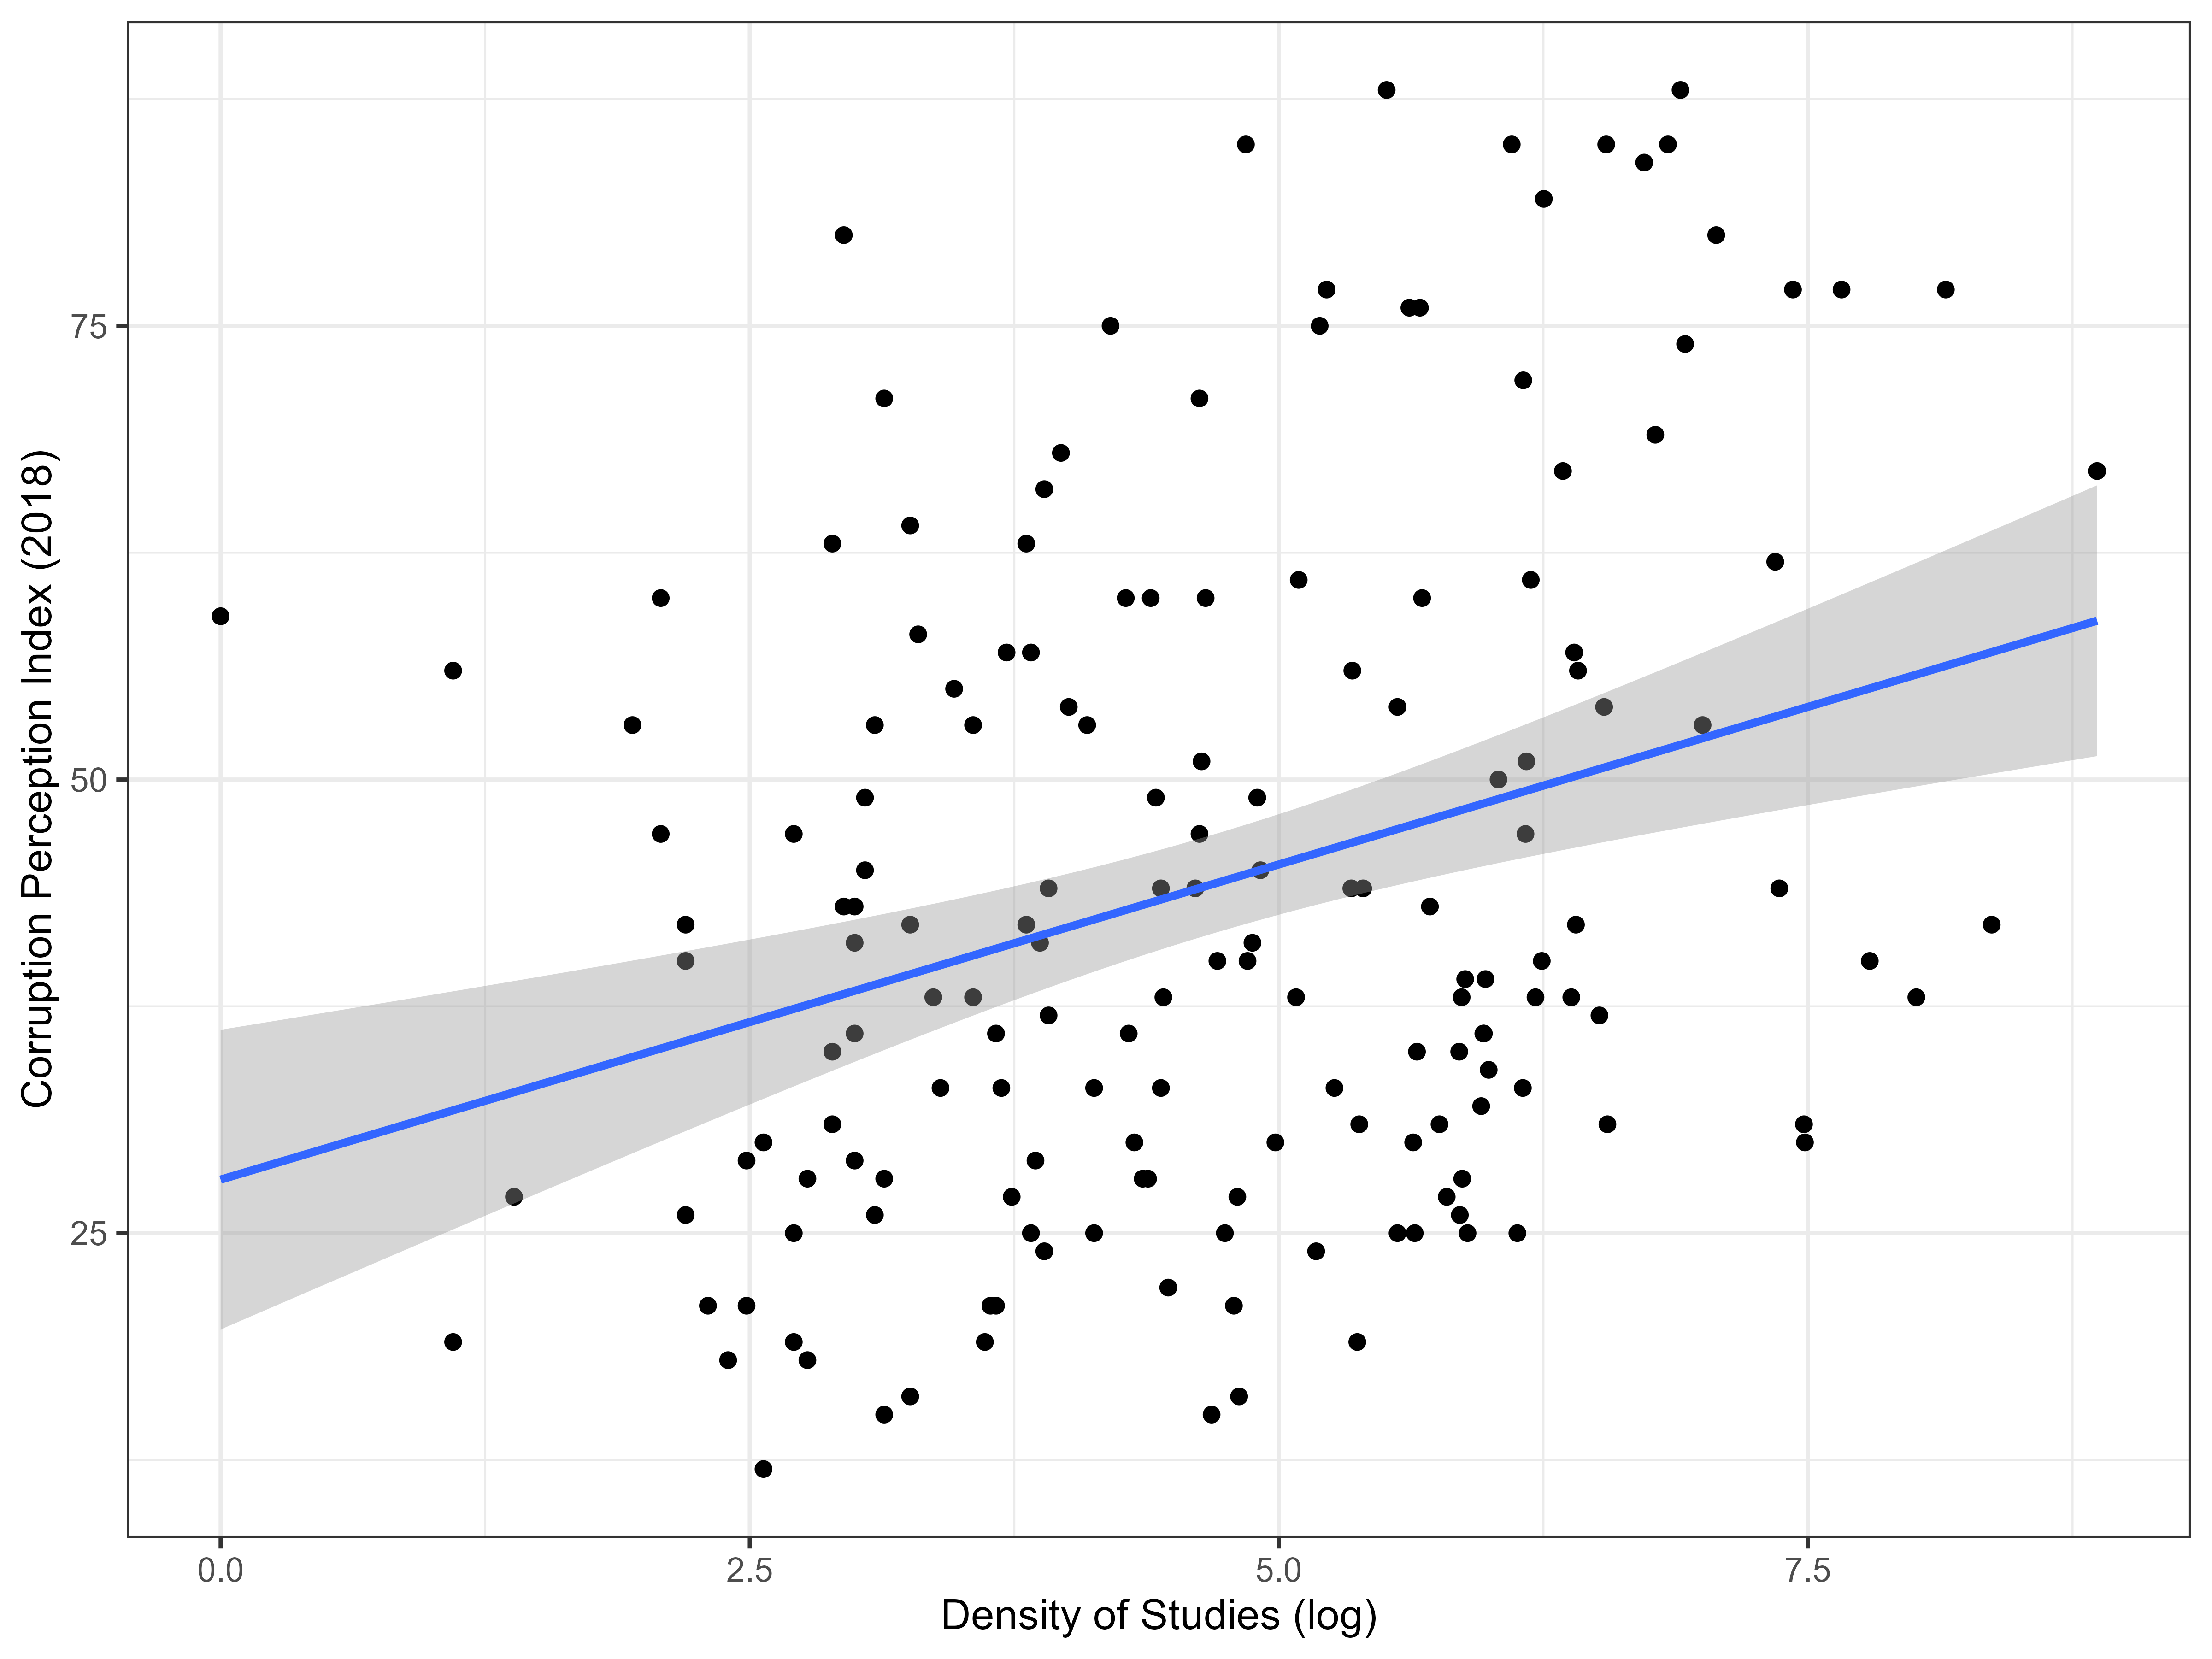 Corruption Perception Index (2018)
75
50
25
0.0 2.5 5.0 7.5
Density of Studies (log)